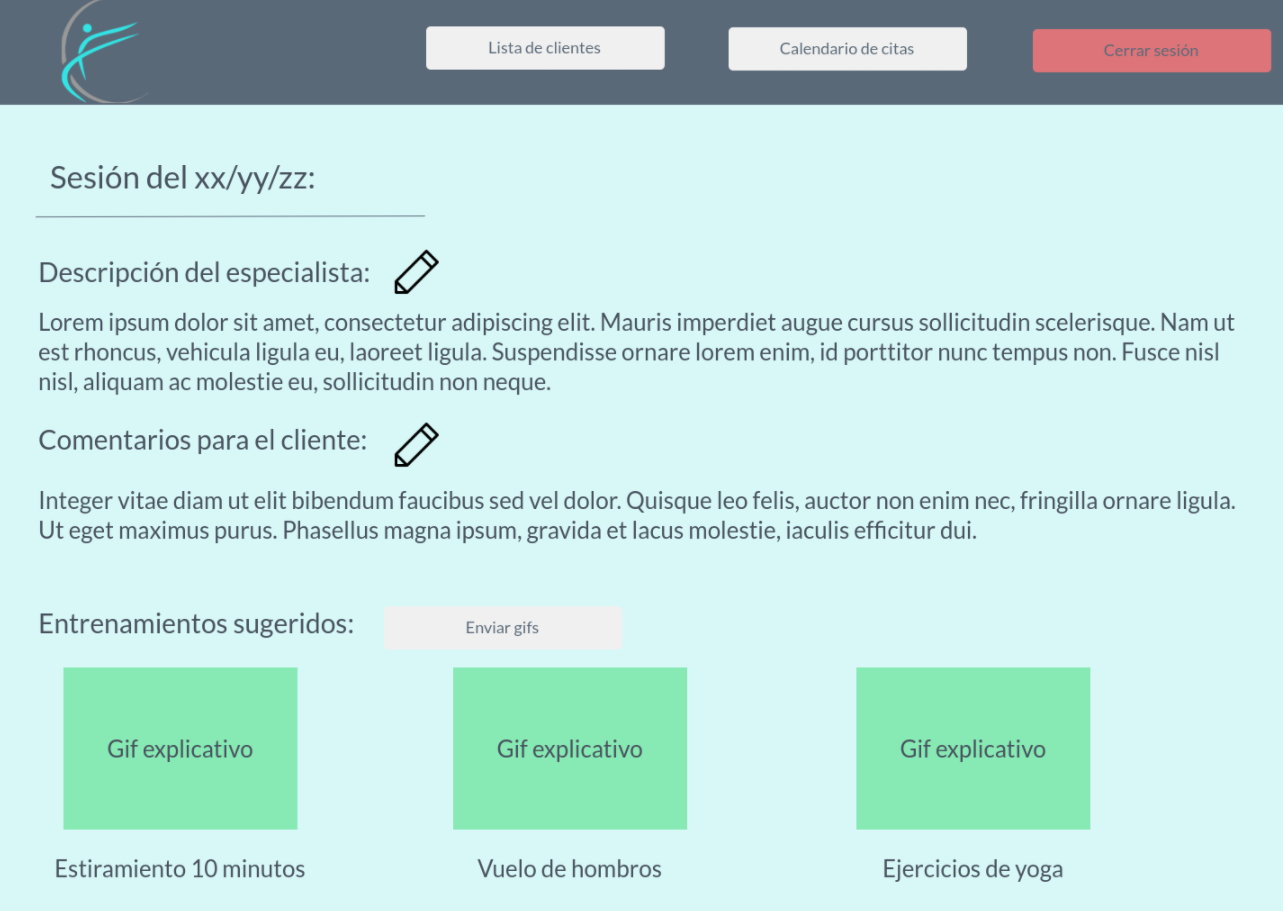 Lista de clientes
Calendario de citas
Cerrar sesión
Sesión del xx/yy/zz:
Descripción del especialista:
Lorem ipsum dolor sit amet, consectetur adipiscing elit. Mauris imperdiet augue cursus sollicitudin scelerisque. Nam ut
est rhoncus, vehicula ligula eu, laoreet ligula. Suspendisse ornare lorem enim, id porttitor nunc tempus non. Fusce nisl
nisl, aliquam ac molestie eu, sollicitudin non neque.
Comentarios para el cliente:
Integer vitae diam ut elit bibendum faucibus sed vel dolor. Quisque leo felis, auctor non enim nec, fringilla ornare ligula.
Ut eget maximus purus. Phasellus magna ipsum, gravida et lacus molestie, iaculis efficitur dui.
Entrenamientos sugeridos:
Enviar gifs
Gif explicativo
Gif explicativo
Gif explicativo
Estiramiento 10 minutos
Vuelo de hombros
Ejercicios de yoga